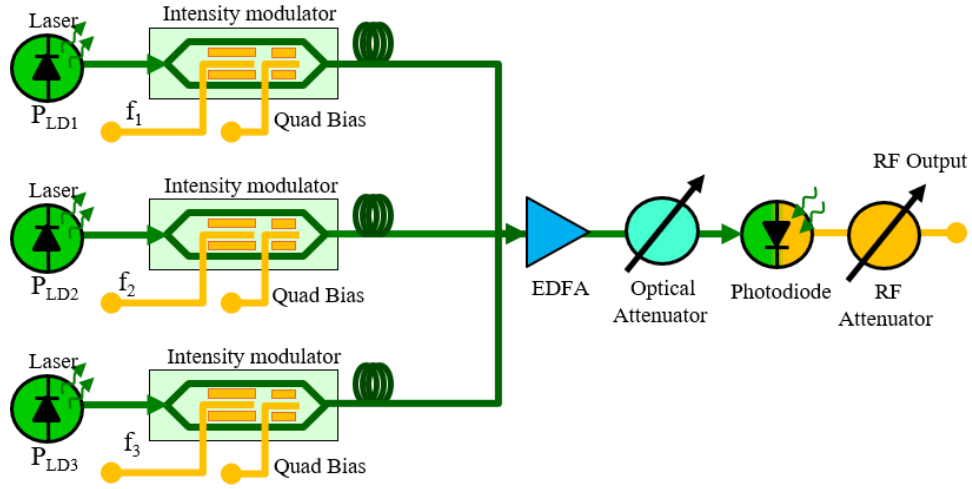 Laser
Intensity modulator
P_LD1
f_1
Quad Bias
Laser
Intensity modulator
P_LD2
f_2
Quad Bias
Laser
Intensity modulator
P_LD3
f_3
Quad Bias
EDFA
Optical
Attenuator
Photodiode
RF Output
RF
Attenuator